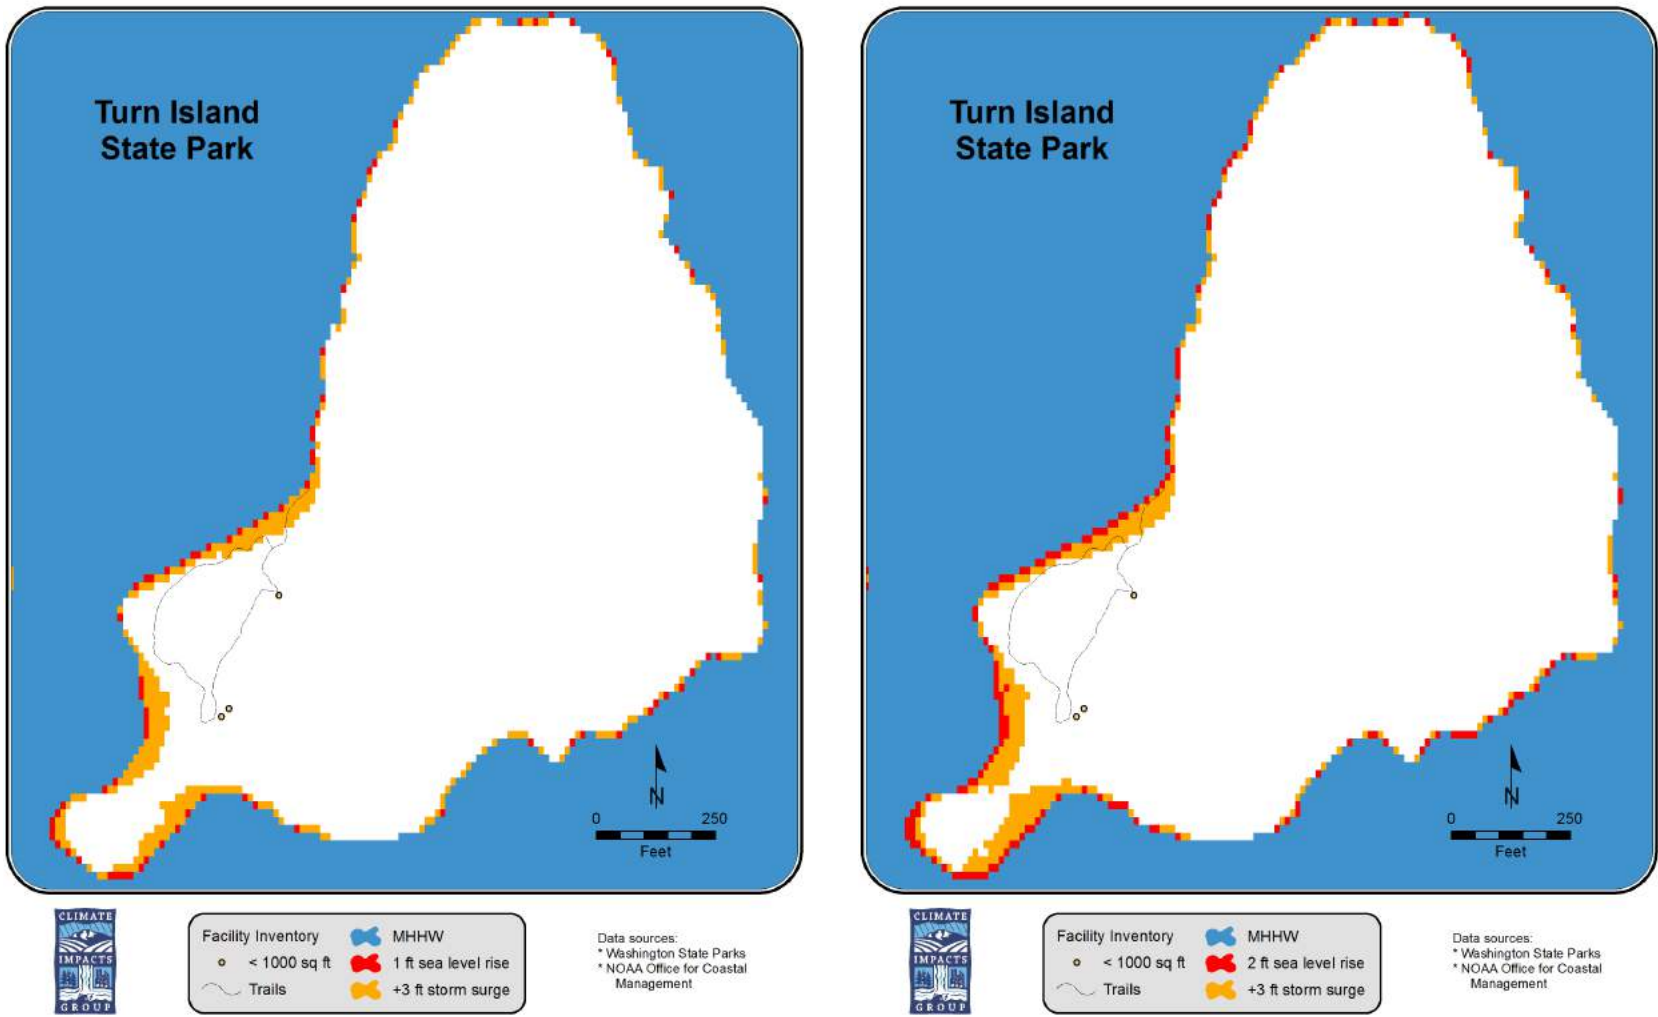 Turn Island
State Park
N
0 250
Feet
CLIMATE
IMPACTS
GROUP
Facility Inventory
< 1000 sq ft
Trails
MHHW
1 ft sea level rise
+3 ft storm surge
Data sources:
* Washington State Parks
* NOAA Office for Coastal
Management
Turn Island
State Park
N
0 250
Feet
CLIMATE
IMPACTS
GROUP
Facility Inventory
< 1000 sq ft
Trails
MHHW
2 ft sea level rise
+3 ft storm surge
Data sources:
* Washington State Parks
* NOAA Office for Coastal
Management